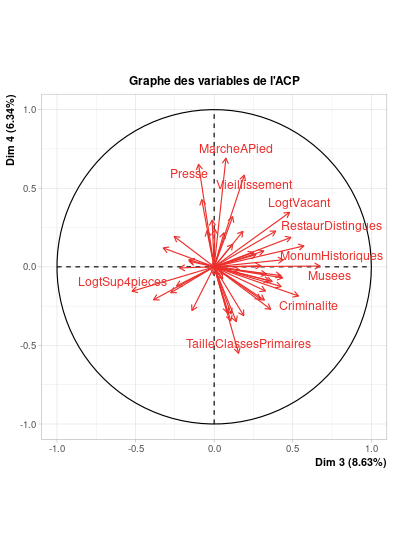 Graphe des variables de l'ACP
Dim 4 (6.34%)
1.0
0.5
0.0
-0.5
-1.0
MarcheAPied
Presse
Vieillissement
LogtVacant
RestaurDistingues
MonumHistoriques
Musees
LogtSup4pieces
Criminalite
TailleClassesPrimaires
-1.0
-0.5
0.0
0.5
1.0
Dim 3 (8.63%)